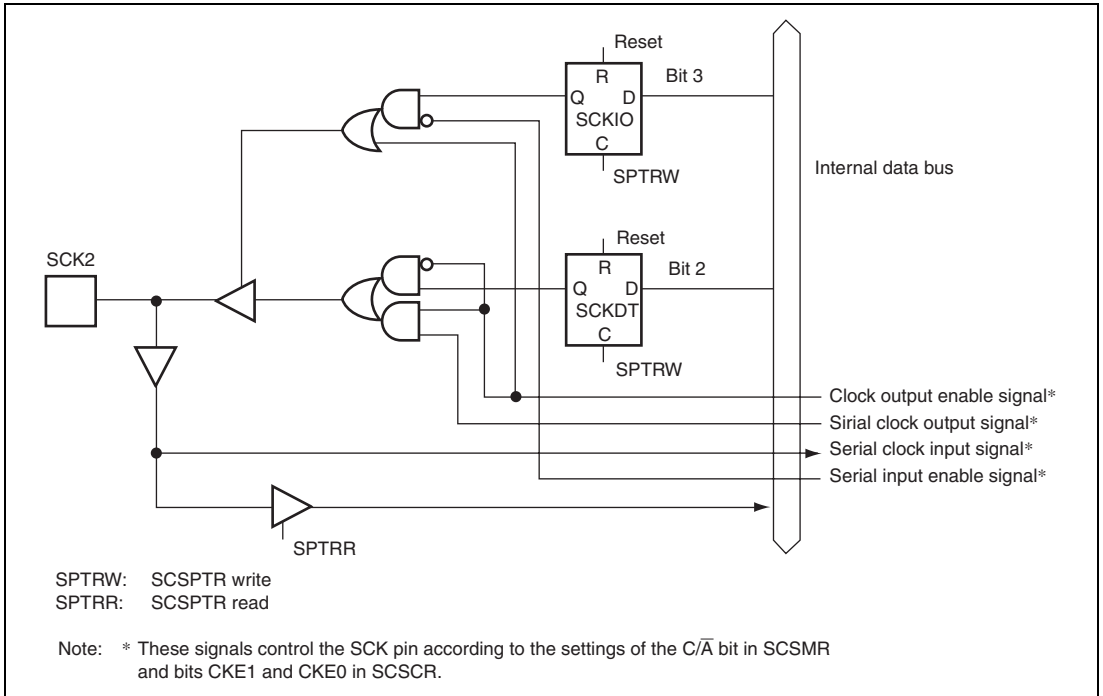 Reset
R
Bit 3
Q
D
SCKIO
C
SPTRW
Internal data bus
Reset
R
Bit 2
SCK2
Q
D
SCKDT
C
SPTRW
Clock output enable signal*
Sirial clock output signal*
Serial clock input signal*
Serial input enable signal*
SPTRR
SPTRW: SCSPTR write
SPTRR: SCSPTR read
Note: * These signals control the SCK pin according to the settings of the C/A̅ bit in SCSMR
and bits CKE1 and CKE0 in SCSCR.